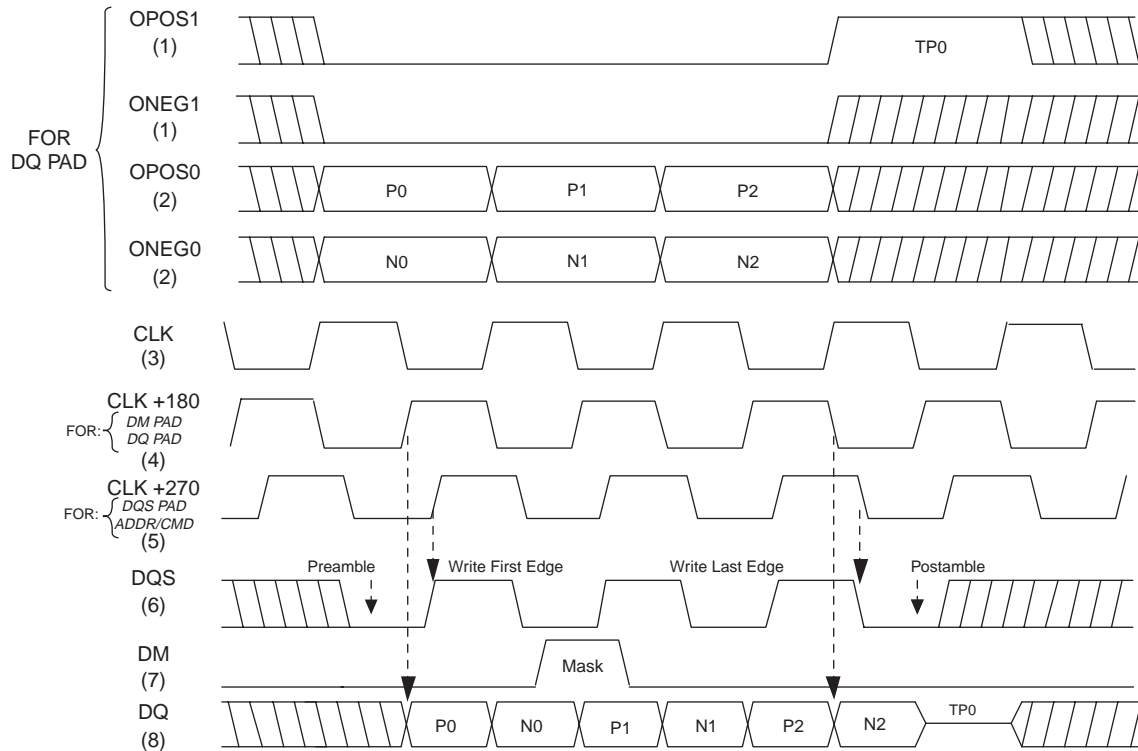 OPOS1
(1)
TP0
ONEG1
(1)
FOR
DQ PAD
OPOS0
(2)
P0 P1 P2
ONEG0
(2)
N0 N1 N2
CLK
(3)
CLK +180
FOR: DM PAD
DQ PAD
(4)
CLK +270
FOR: DQS PAD
ADDR/CMD
(5)
Preamble Write First Edge Write Last Edge Postamble
DQS
(6)
DM
(7)
Mask
DQ
(8)
P0 N0 P1 N1 P2 N2 TP0